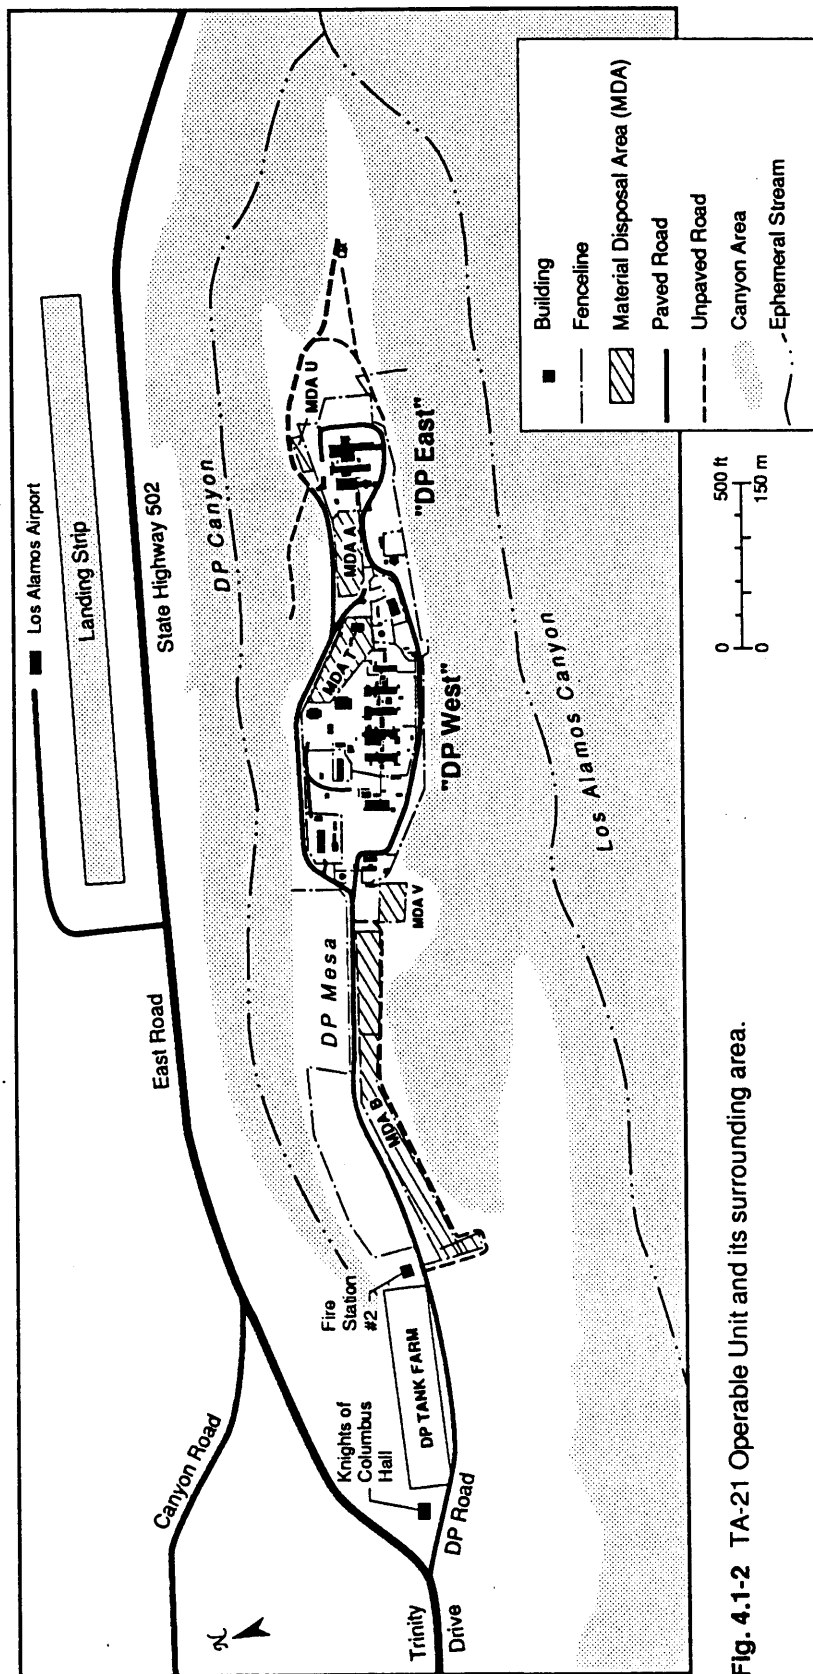 Los Alamos Airport
Landing Strip
State Highway 502
East Road
Canyon Road
DP Canyon
MDA U
MDA A
MDA T
"DP East"
"DP West"
DP Mesa
MDA V
MDA B
Los Alamos Canyon
Fire
Station
#2
Knights of
Columbus
Hall
DP TANK FARM
DP Road
Trinity
Drive
N
Building
Fenceline
Material Disposal Area (MDA)
Paved Road
Unpaved Road
Canyon Area
Ephemeral Stream
0 500 ft
0 150 m
Fig. 4.1-2 TA-21 Operable Unit and its surrounding area.